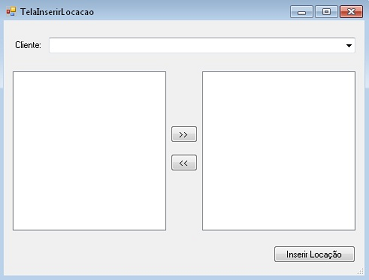 TelaInserirLocacao
Cliente:
>>
<<
Inserir Locação